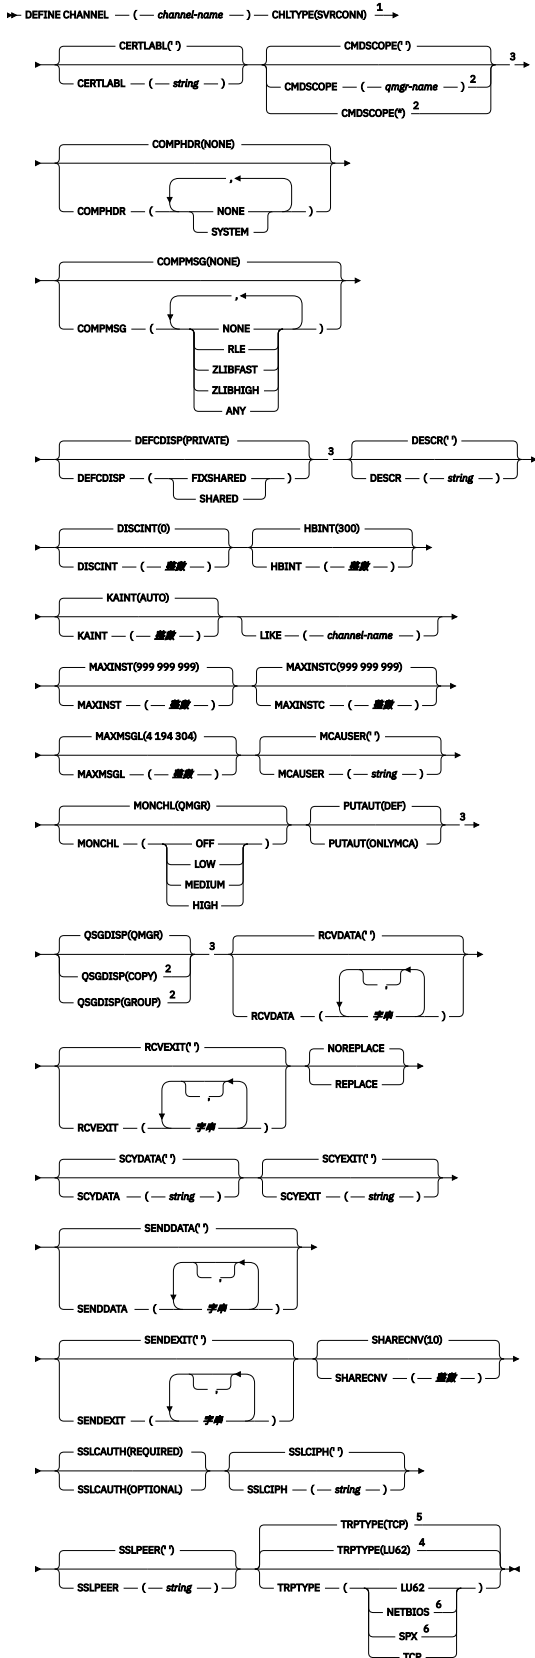 DEFINE CHANNEL ( channel-name ) CHLTYPE(SVRCONN) 1
CERTLABL(' ')
CERTLABL ( string )
CMDSCOPE(' ')
CMDSCOPE ( qmgr-name ) 2
CMDSCOPE(*) 2
3
COMPHDR(NONE)
COMPHDR ( , NONE )
SYSTEM
COMPMSG(NONE)
COMPMSG ( , NONE )
RLE
ZLIBFAST
ZLIBHIGH
ANY
DEFCDISP(PRIVATE)
DEFCDISP ( FIXSHARED )
SHARED
3
DESCR(' ')
DESCR ( string )
DISCINT(0)
DISCINT ( 整數 )
HBINT(300)
HBINT ( 整數 )
KAINT(AUTO)
KAINT ( 整數 )
LIKE ( channel-name )
MAXINST(999 999 999)
MAXINST ( 整數 )
MAXINSTC(999 999 999)
MAXINSTC ( 整數 )
MAXMSGL(4 194 304)
MAXMSGL ( 整數 )
MCAUSER(' ')
MCAUSER ( string )
MONCHL(QMGR)
MONCHL ( OFF )
LOW
MEDIUM
HIGH
PUTAUT(DEF)
PUTAUT(ONLYMCA)
3
QSGDISP(QMGR)
QSGDISP(COPY) 2
QSGDISP(GROUP) 2
3
RCVDATA(' ')
,
RCVDATA ( 字串 )
RCVEXIT(' ')
,
RCVEXIT ( 字串 )
NOREPLACE
REPLACE
SCYDATA(' ')
SCYDATA ( string )
SCYEXIT(' ')
SCYEXIT ( string )
SENDDATA(' ')
,
SENDDATA ( 字串 )
SENDEXIT(' ')
,
SENDEXIT ( 字串 )
SHARECNV(10)
SHARECNV ( 整數 )
SSLCAUTH(REQUIRED)
SSLCAUTH(OPTIONAL)
SSLCIPH(' ')
SSLCIPH ( string )
SSLPEER(' ')
SSLPEER ( string )
TRPTYPE(TCP) 5
TRPTYPE(LU62) 4
TRPTYPE ( LU62 )
NETBIOS 6
SPX 6
TCP